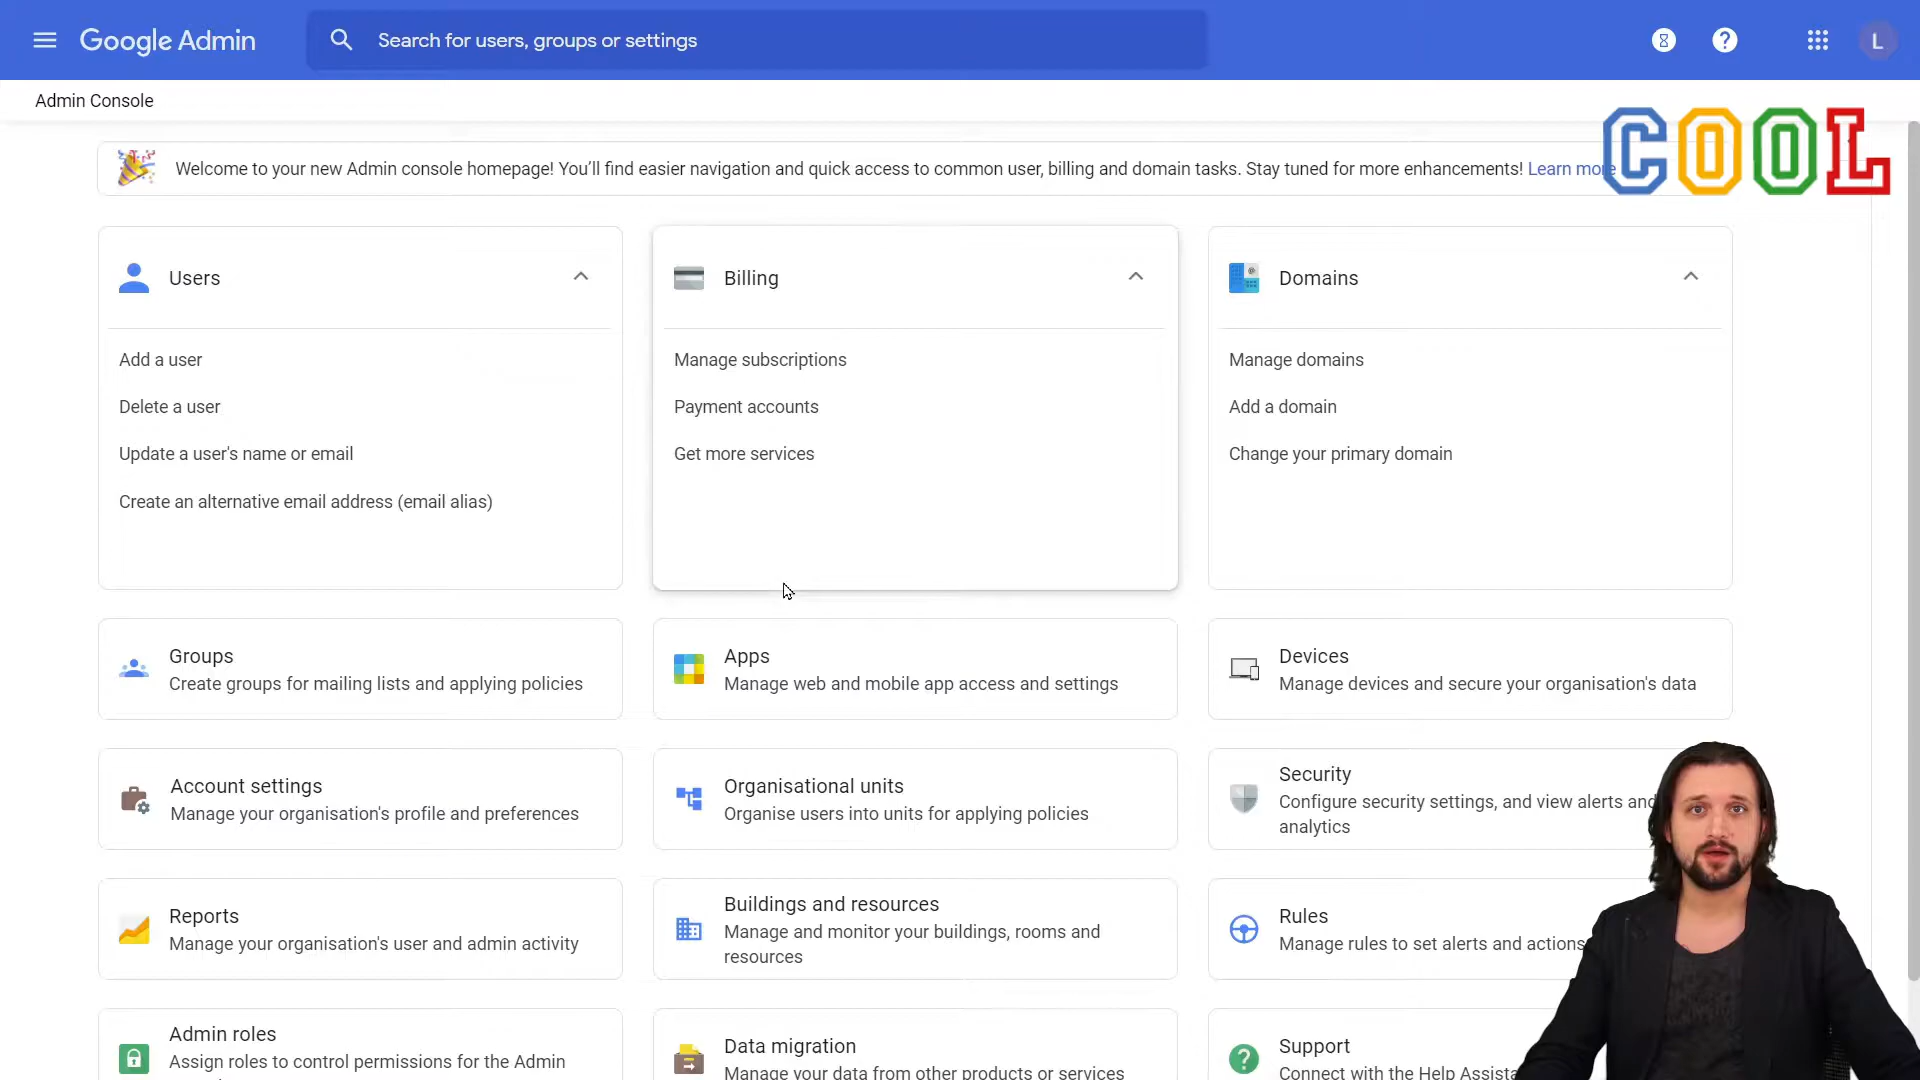 Google Admin
Search for users, groups or settings
L
Admin Console
COOL
Welcome to your new Admin console homepage! You'll find easier navigation and quick access to common user, billing and domain tasks. Stay tuned for more enhancements! Learn more
Users
Add a user
Delete a user
Update a user's name or email
Create an alternative email address (email alias)
Billing
Manage subscriptions
Payment accounts
Get more services
Domains
Manage domains
Add a domain
Change your primary domain
Groups
Create groups for mailing lists and applying policies
Apps
Manage web and mobile app access and settings
Devices
Manage devices and secure your organisation's data
Account settings
Manage your organisation's profile and preferences
Organisational units
Organise users into units for applying policies
Security
Configure security settings, and view alerts and
analytics
Reports
Manage your organisation's user and admin activity
Buildings and resources
Manage and monitor your buildings, rooms and
resources
Rules
Manage rules to set alerts and actions
Admin roles
Assign roles to control permissions for the Admin
Data migration
Manage your data from other products or services
Support
Connect with the Help